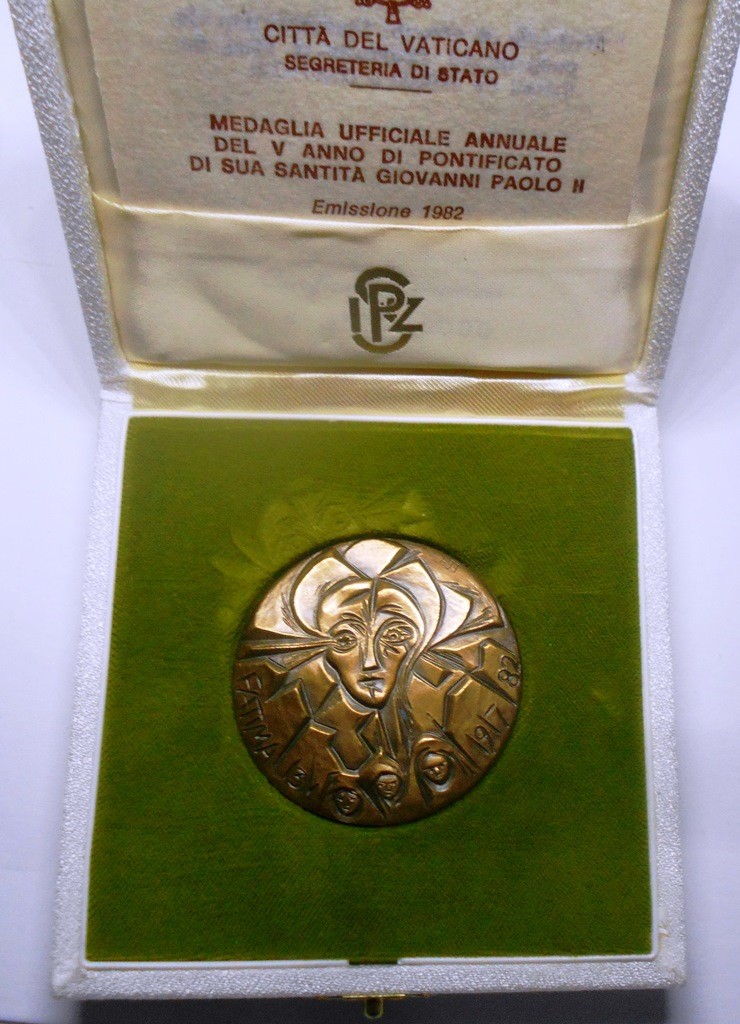 CITTÀ DEL VATICANO
SEGRETERIA DI STATO
MEDAGLIA UFFICIALE ANNUALE
DEL V ANNO DI PONTIFICATO
DI SUA SANTITÀ GIOVANNI PAOLO II
Emissione 1982
IPZS
FATIMA 13 V 1917/82